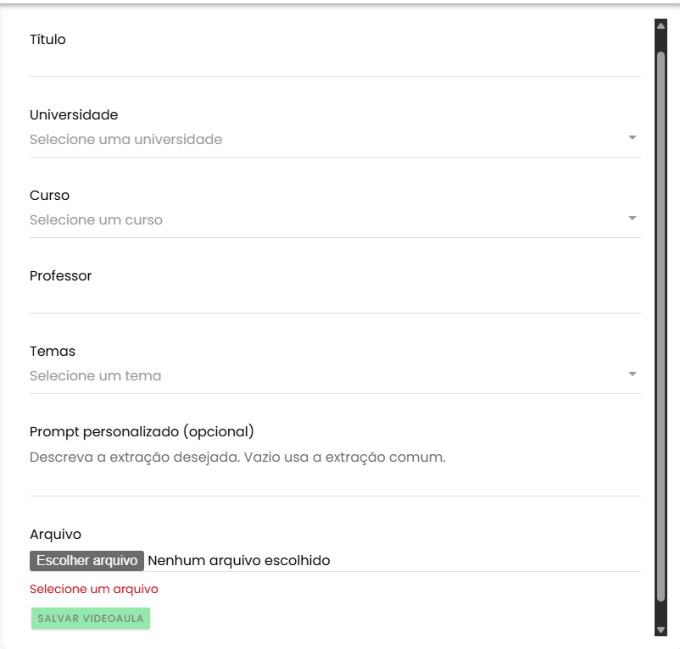 Título
Universidade
Selecione uma universidade
Curso
Selecione um curso
Professor
Temas
Selecione um tema
Prompt personalizado (opcional)
Descreva a extração desejada. Vazio usa a extração comum.
Arquivo
Escolher arquivo Nenhum arquivo escolhido
Selecione um arquivo
SALVAR VIDEOAULA